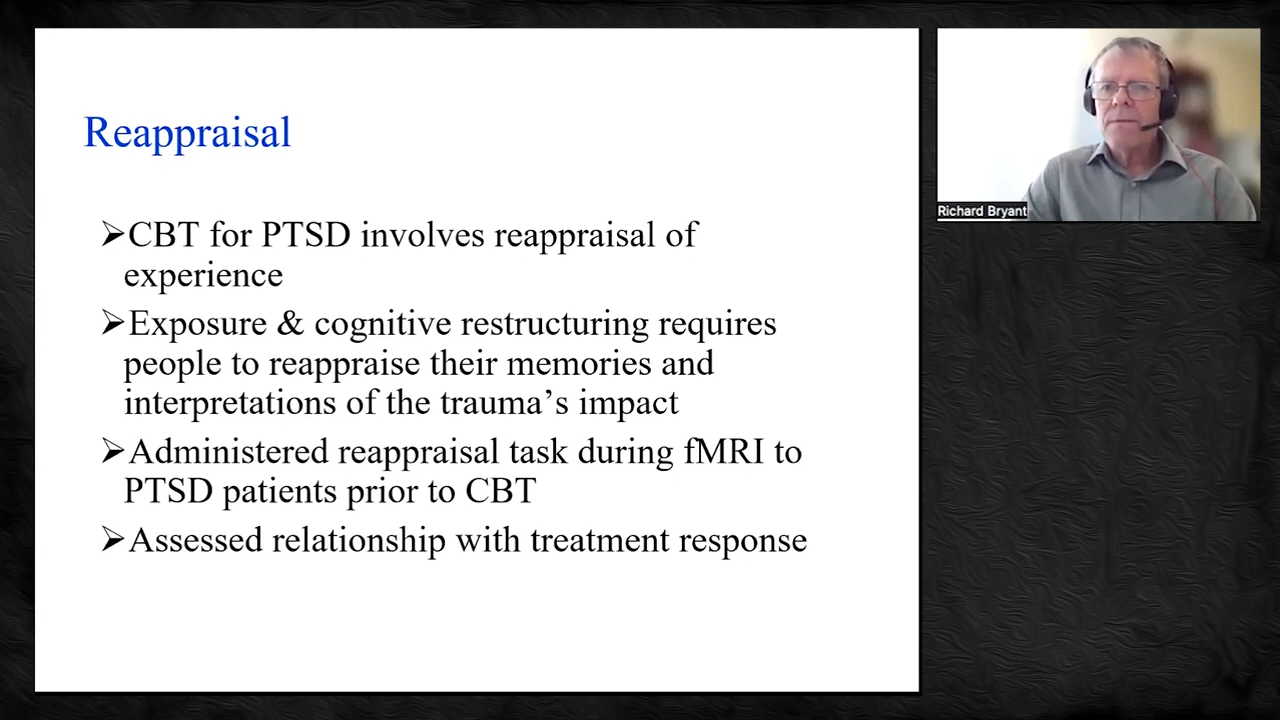 Reappraisal
➢CBT for PTSD involves reappraisal of
experience
➢Exposure & cognitive restructuring requires
people to reappraise their memories and
interpretations of the trauma’s impact
➢Administered reappraisal task during fMRI to
PTSD patients prior to CBT
➢Assessed relationship with treatment response
Richard Bryant